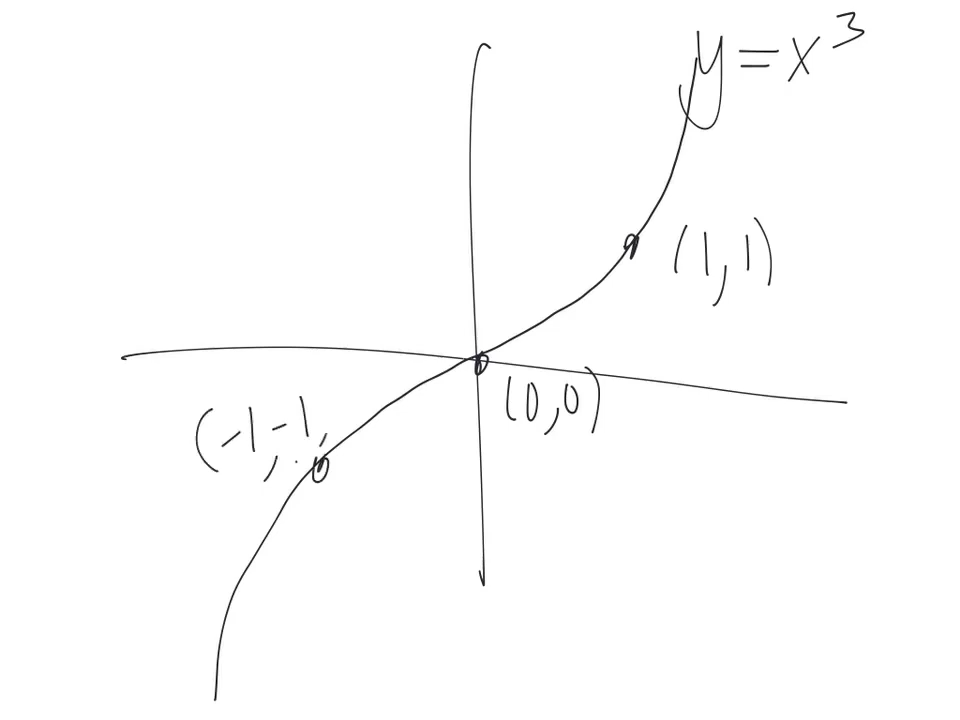 y=x³
(1,1)
(0,0)
(-1,-1,